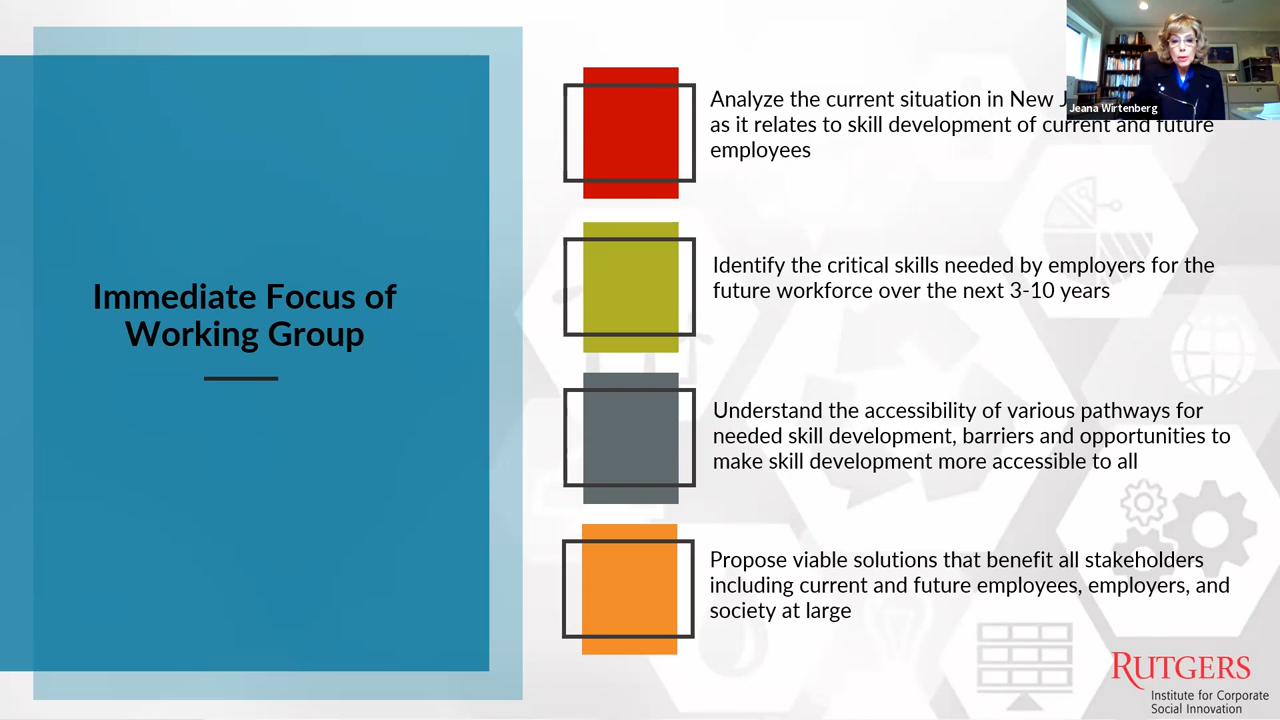 Jeana Wirtenberg
Immediate Focus of
Working Group
Analyze the current situation in New
as it relates to skill development of current and future
employees
Identify the critical skills needed by employers for the
future workforce over the next 3-10 years
Understand the accessibility of various pathways for
needed skill development, barriers and opportunities to
make skill development more accessible to all
Propose viable solutions that benefit all stakeholders
including current and future employees, employers, and
society at large
RUTGERS
Institute for Corporate
Social Innovation